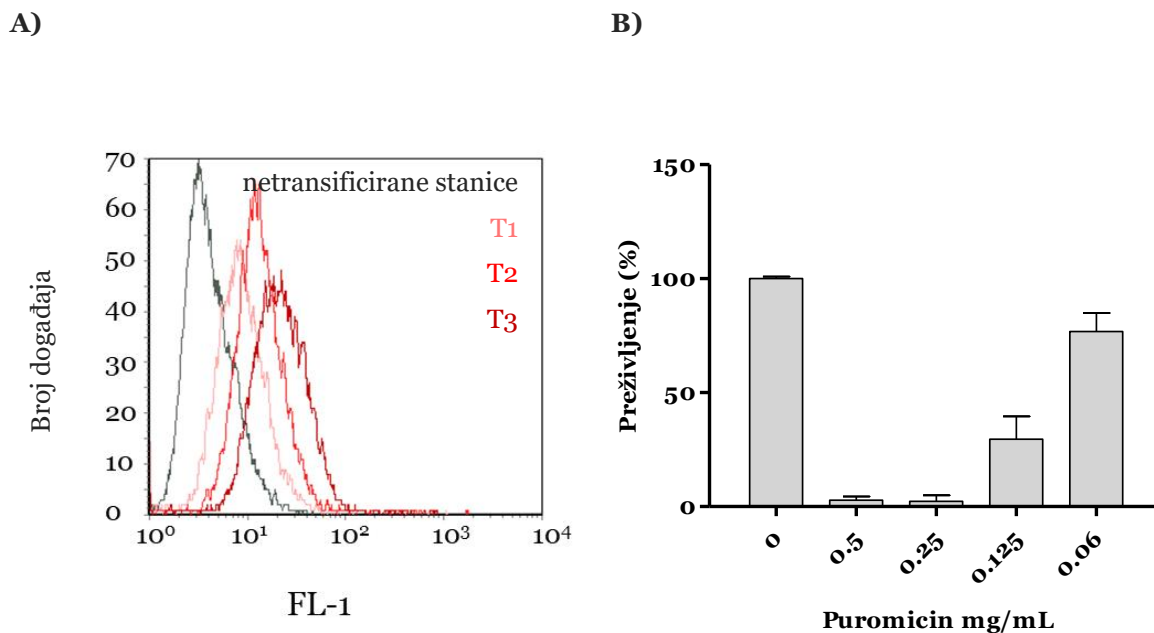 A)
B)
70
60
50
40
30
20
10
0
Broj događaja
netransificirane stanice
T1
T2
T3
10⁰
10¹
10²
10³
10⁴
FL-1
150
100
50
0
Preživljenje (%)
0
0.5
0.25
0.125
0.06
Puromicin mg/mL